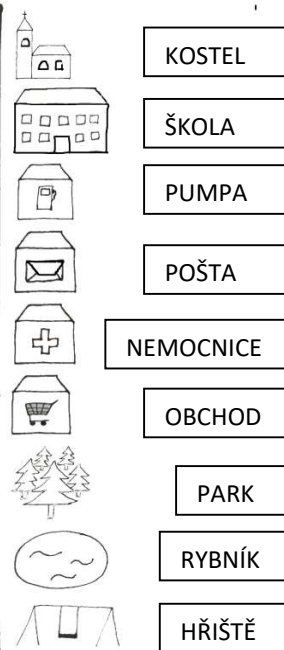 KOSTEL
ŠKOLA
PUMPA
POŠTA
NEMOCNICE
OBCHOD
PARK
RYBNÍK
HŘIŠTĚ